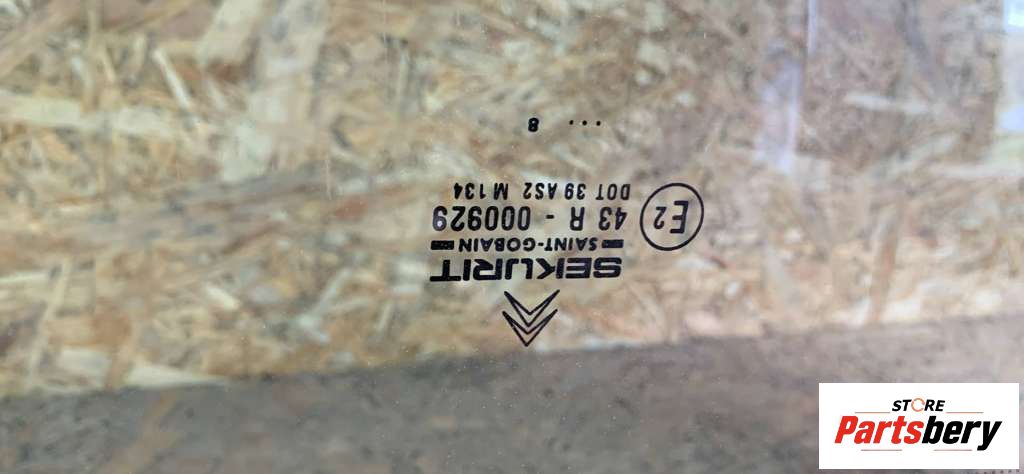 SEKURIT
SAINT-GOBAIN
E2 43 R - 000929
DOT 39 AS2 M 134
... 8
STORE
Partsbery